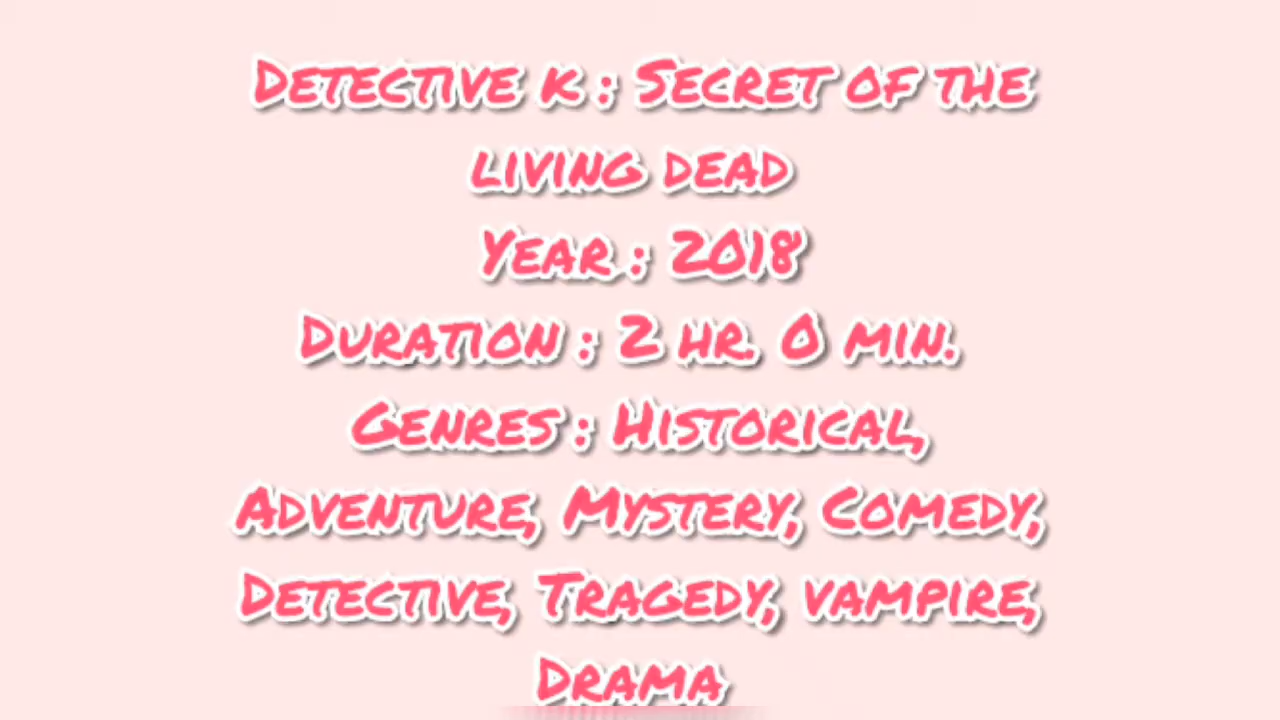 Detective k : Secret of the
living dead
Year : 2018
Duration : 2 hr. 0 min.
Genres : Historical,
Adventure, Mystery, Comedy,
Detective, Tragedy, vampire,
Drama